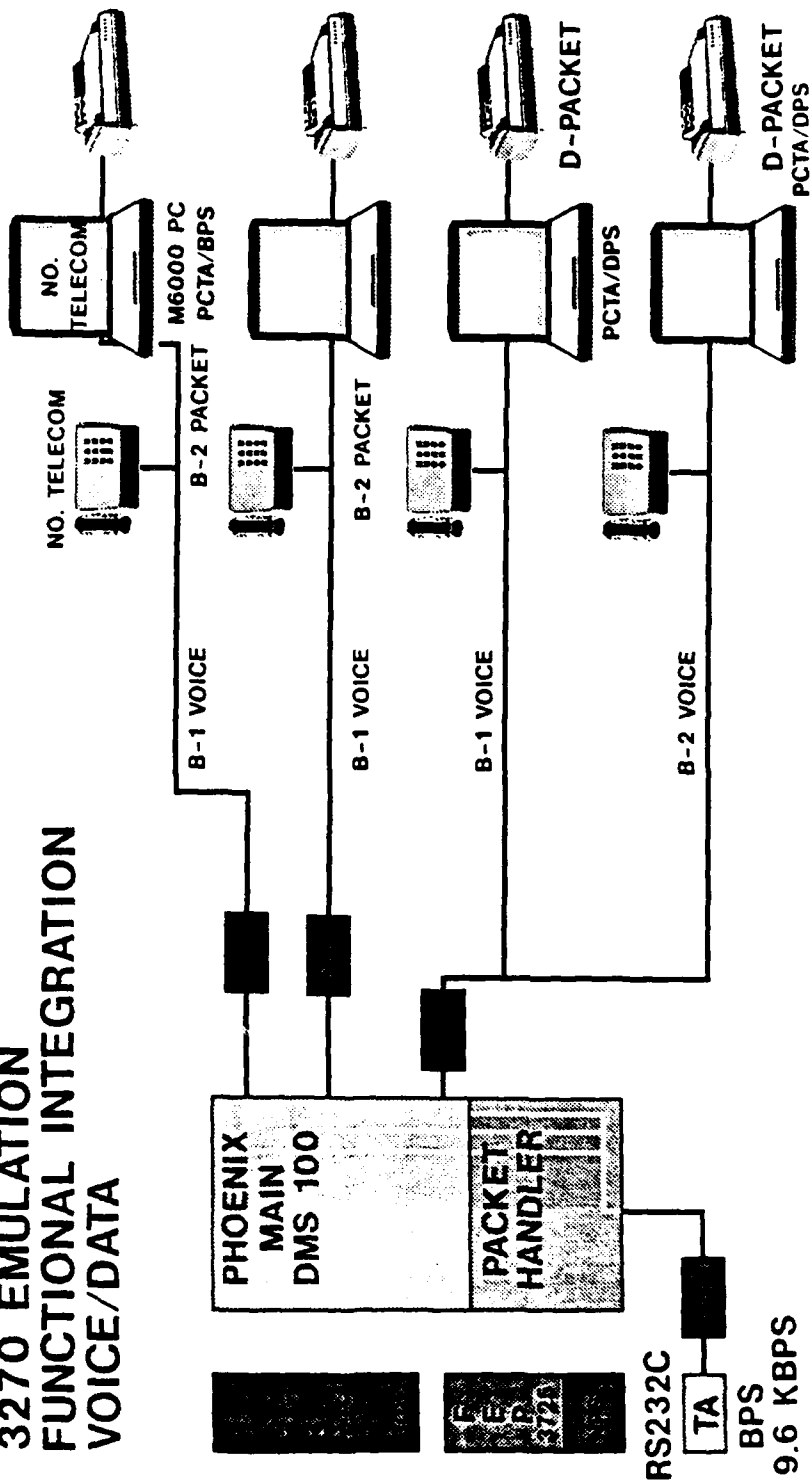 3270 EMULATION
FUNCTIONAL INTEGRATION
VOICE/DATA
PHOENIX
MAIN
DMS 100
PACKET
HANDLER
F
E
P
3725
RS232C
TA
BPS
9.6 KBPS
B-1 VOICE
NO. TELECOM
B-2 PACKET
NO.
TELECOM
M6000 PC
PCTA/BPS
B-1 VOICE
B-2 PACKET
B-1 VOICE
PCTA/DPS
D-PACKET
B-2 VOICE
D-PACKET
PCTA/DPS